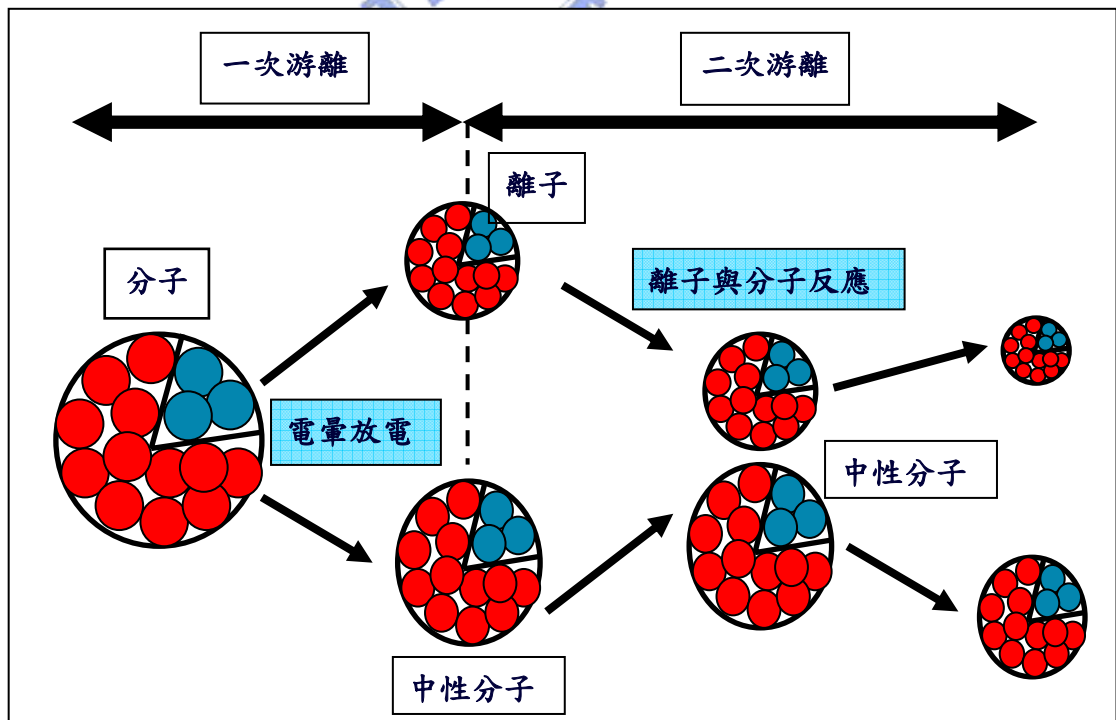 一次游離
二次游離
離子
分子
離子與分子反應
電暈放電
中性分子
中性分子